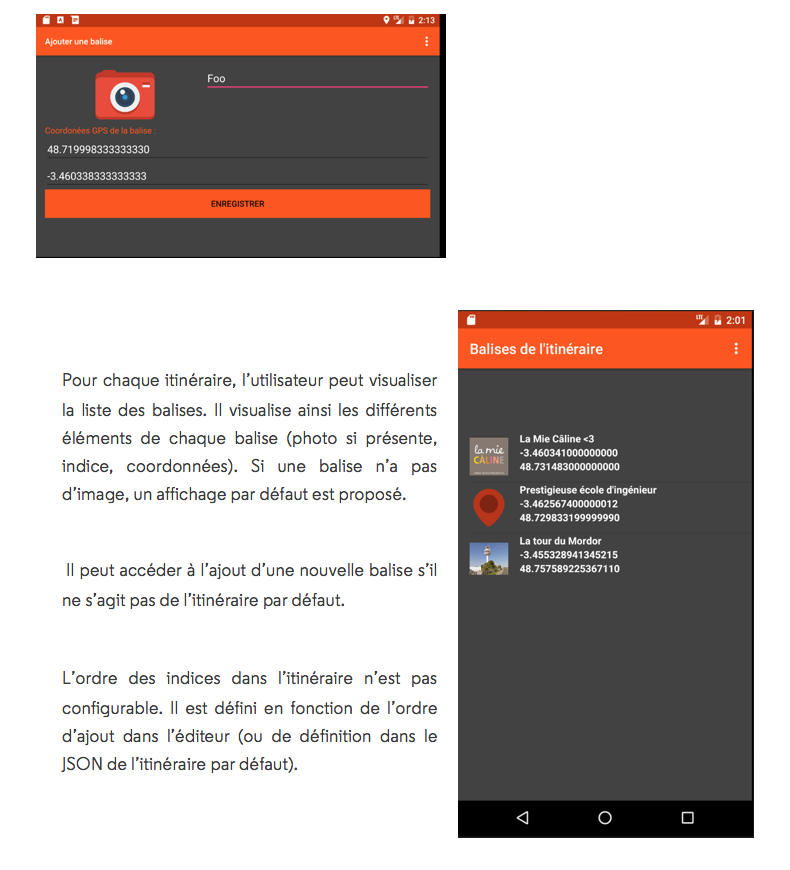 2:13
Ajouter une balise
Foo
Coordonées GPS de la balise :
48.719998333333330
-3.460338333333333
ENREGISTRER
Pour chaque itinéraire, l'utilisateur peut visualiser
la liste des balises. Il visualise ainsi les différents
éléments de chaque balise (photo si présente,
indice, coordonnées). Si une balise n'a pas
d'image, un affichage par défaut est proposé.
Il peut accéder à l'ajout d'une nouvelle balise s'il
ne s'agit pas de l'itinéraire par défaut.
L'ordre des indices dans l'itinéraire n'est pas
configurable. Il est défini en fonction de l'ordre
d'ajout dans l'éditeur (ou de définition dans le
JSON de l'itinéraire par défaut).
LTE 2:01
Balises de l'itinéraire
la mie
CÂLINE
La Mie Câline <3
-3.460341000000000
48.731483000000000
Prestigieuse école d'ingénieur
-3.462567400000012
48.729833199999990
La tour du Mordor
-3.455328941345215
48.757589225367110